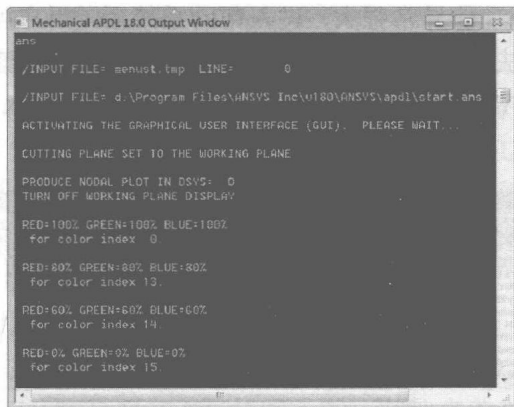 Mechanical APDL 18.0 Output Window
ans
/INPUT FILE= menust.tmp LINE= 0
/INPUT FILE= d:\Program Files\ANSYS Inc\v180\ANSYS\apdl\start.ans
ACTIVATING THE GRAPHICAL USER INTERFACE (GUI). PLEASE WAIT...
CUTTING PLANE SET TO THE WORKING PLANE
PRODUCE NODAL PLOT IN DSYS= 0
TURN OFF WORKING PLANE DISPLAY
RED=100% GREEN=100% BLUE=100%
for color index 0.
RED=80% GREEN=80% BLUE=80%
for color index 13.
RED=60% GREEN=60% BLUE=60%
for color index 14.
RED=0% GREEN=0% BLUE=0%
for color index 15.